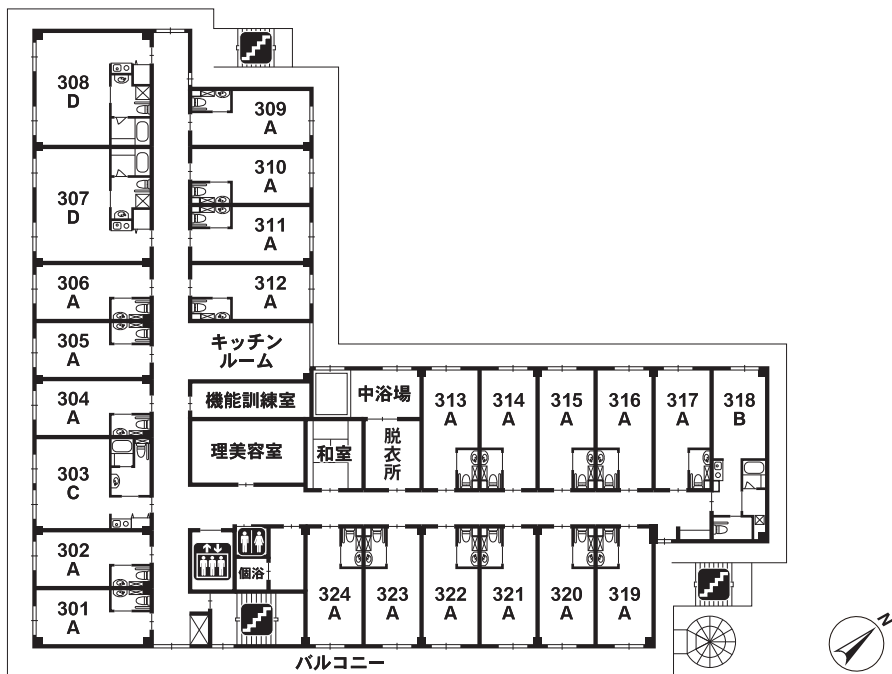 308
D
307
D
306
A
305
A
304
A
303
C
302
A
301
A
309
A
310
A
311
A
312
A
キッチン
ルーム
機能訓練室
理美容室
中浴場
和室
脱衣所
313
A
314
A
315
A
316
A
317
A
318
B
個浴
324
A
323
A
322
A
321
A
320
A
319
A
バルコニー
N